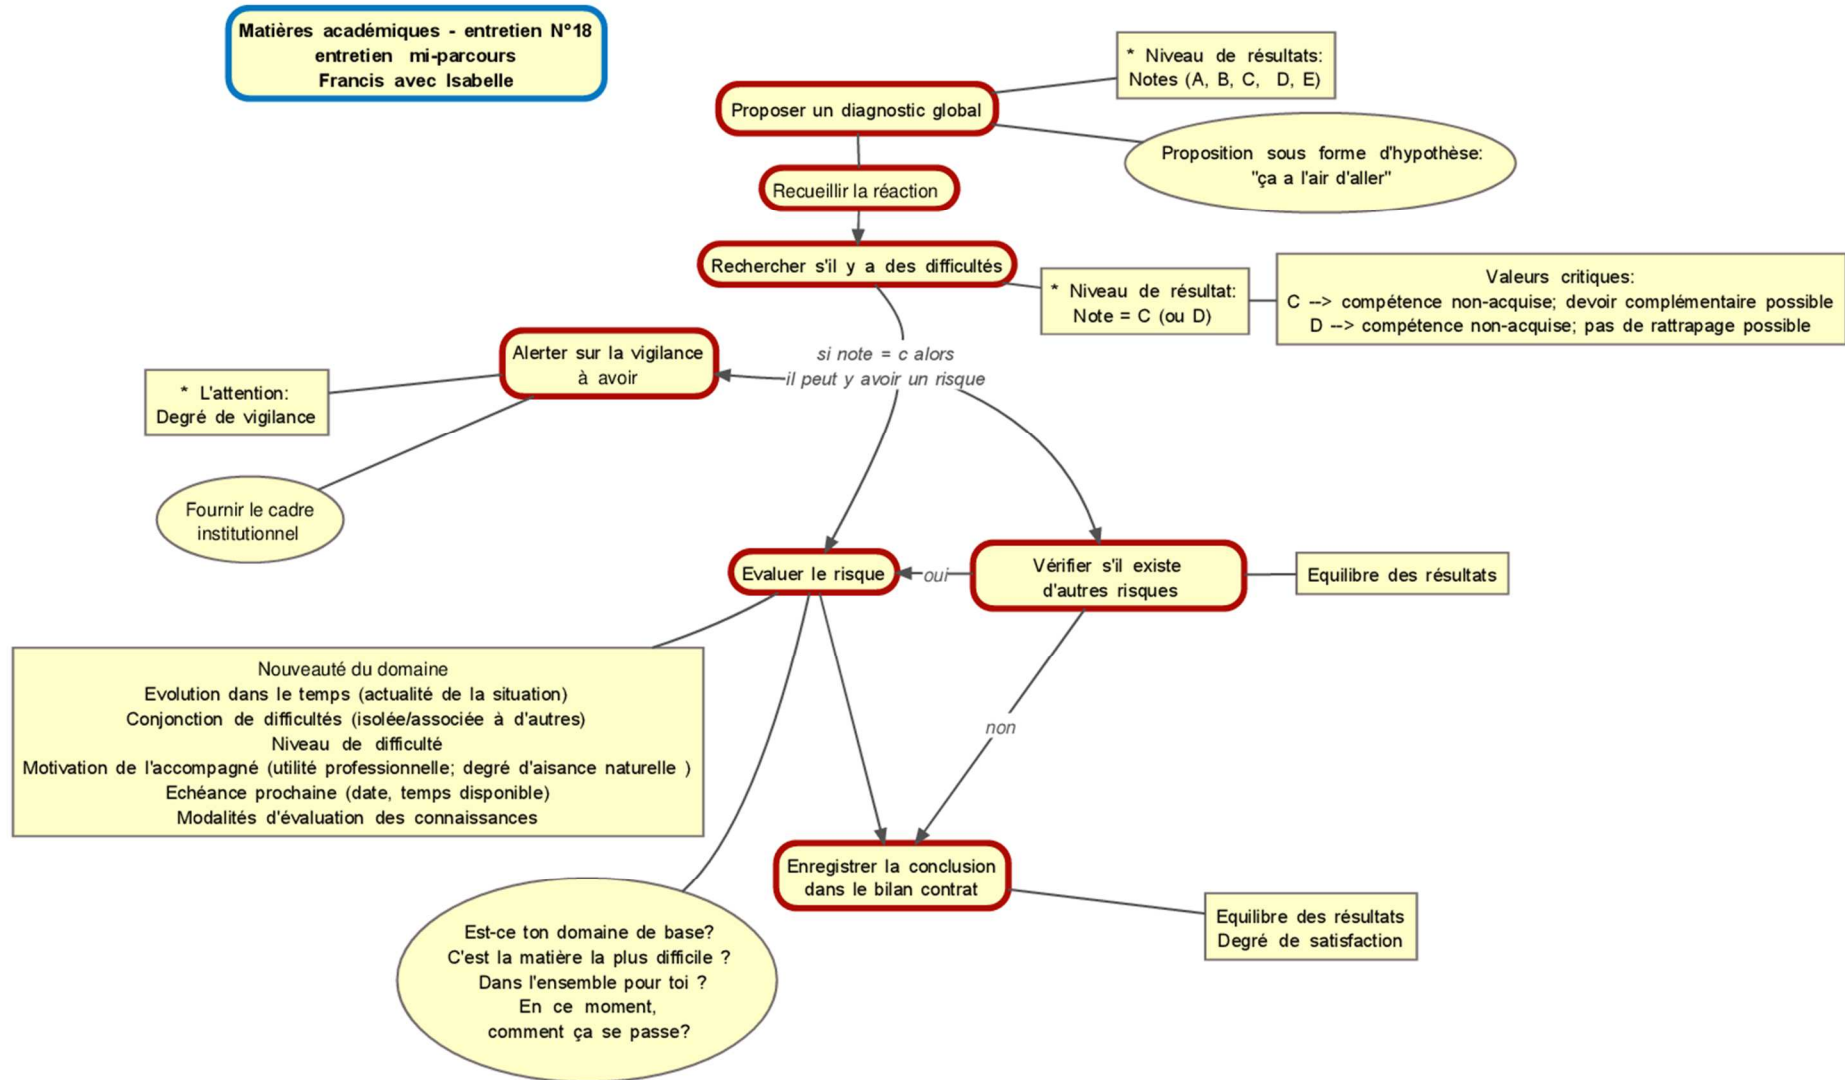 Matières académiques - entretien N°18
entretien mi-parcours
Francis avec Isabelle
* Niveau de résultats:
Notes (A, B, C, D, E)
Proposer un diagnostic global
Proposition sous forme d'hypothèse:
"ça a l'air d'aller"
Recueillir la réaction
Rechercher s'il y a des difficultés
* Niveau de résultat:
Note = C (ou D)
Valeurs critiques:
C --> compétence non-acquise; devoir complémentaire possible
D --> compétence non-acquise; pas de rattrapage possible
si note = c alors
il peut y avoir un risque
Alerter sur la vigilance
à avoir
* L'attention:
Degré de vigilance
Fournir le cadre
institutionnel
Evaluer le risque
oui
Vérifier s'il existe
d'autres risques
Equilibre des résultats
Nouveauté du domaine
Evolution dans le temps (actualité de la situation)
Conjonction de difficultés (isolée/associée à d'autres)
Niveau de difficulté
Motivation de l'accompagné (utilité professionnelle; degré d'aisance naturelle )
Echéance prochaine (date, temps disponible)
Modalités d'évaluation des connaissances
non
Enregistrer la conclusion
dans le bilan contrat
Equilibre des résultats
Degré de satisfaction
Est-ce ton domaine de base?
C'est la matière la plus difficile ?
Dans l'ensemble pour toi ?
En ce moment,
comment ça se passe?